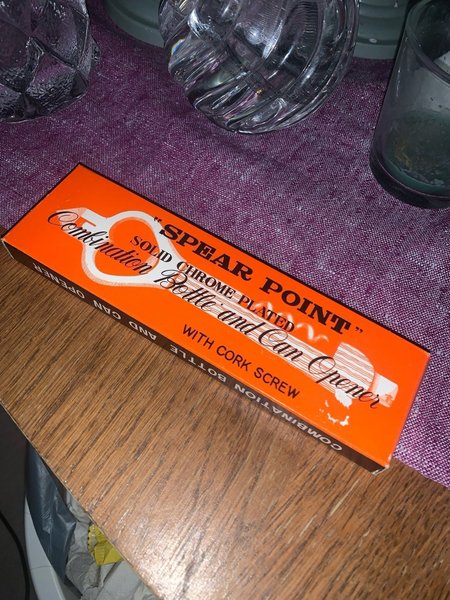 "SPEAR POINT"
SOLID CHROME PLATED
Combination Bottle and Can Opener
WITH CORK SCREW
COMBINATION BOTTLE AND CAN OPENER